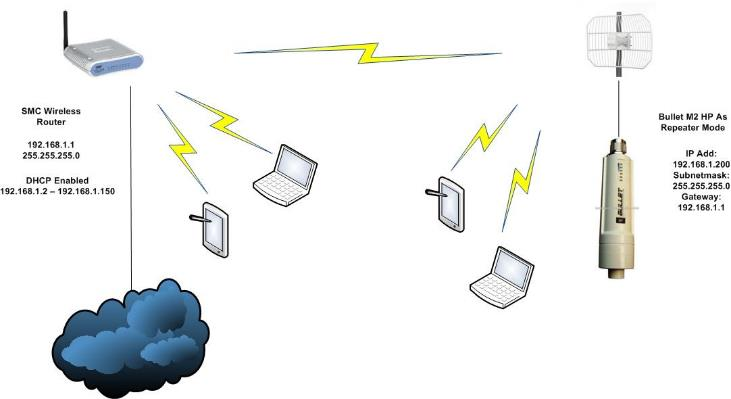 SMC Wireless
Router
192.168.1.1
255.255.255.0
DHCP Enabled
192.168.1.2 – 192.168.1.150
Bullet M2 HP As
Repeater Mode
IP Add:
192.168.1.200
Subnetmask:
255.255.255.0
Gateway:
192.168.1.1
BULLET